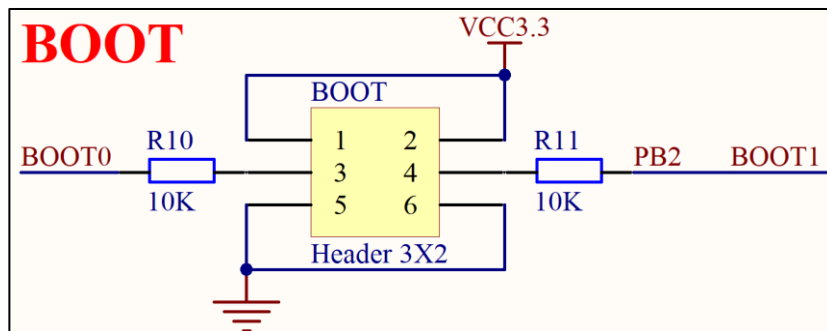 BOOT
VCC3.3
BOOT
R10
R11
1 2
BOOT0
3 4
PB2
BOOT1
10K
5 6
10K
Header 3X2